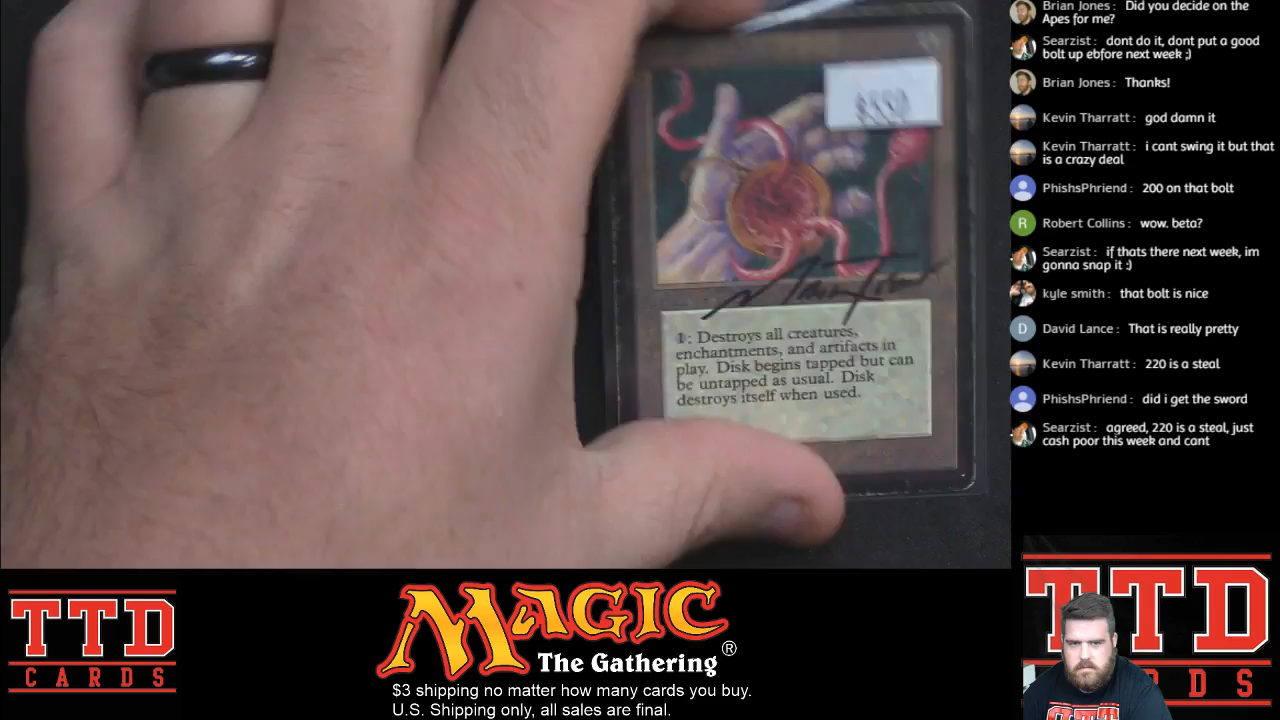 Brian Jones : Did you decide on the
Apes for me?
Searzist : dont do it, dont put a good
bolt up ebfore next week ;)
Brian Jones : Thanks!
Kevin Tharratt : god damn it
Kevin Tharratt : i cant swing it but that
is a crazy deal
PhishsPhriend : 200 on that bolt
R
Robert Collins : wow. beta?
Searzist : if thats there next week, im
gonna snap it :)
kyle smith : that bolt is nice
D
David Lance : That is really pretty
Kevin Tharratt : 220 is a steal
PhishsPhriend : did i get the sword
Searzist : agreed, 220 is a steal, just
cash poor this week and cant
1: Destroys all creatures,
enchantments, and artifacts in
play. Disk begins tapped but can
be untapped as usual. Disk
destroys itself when used.
TTD
CARDS
MAGIC
The Gathering®
$3 shipping no matter how many cards you buy.
U.S. Shipping only, all sales are final.
TTD
DS